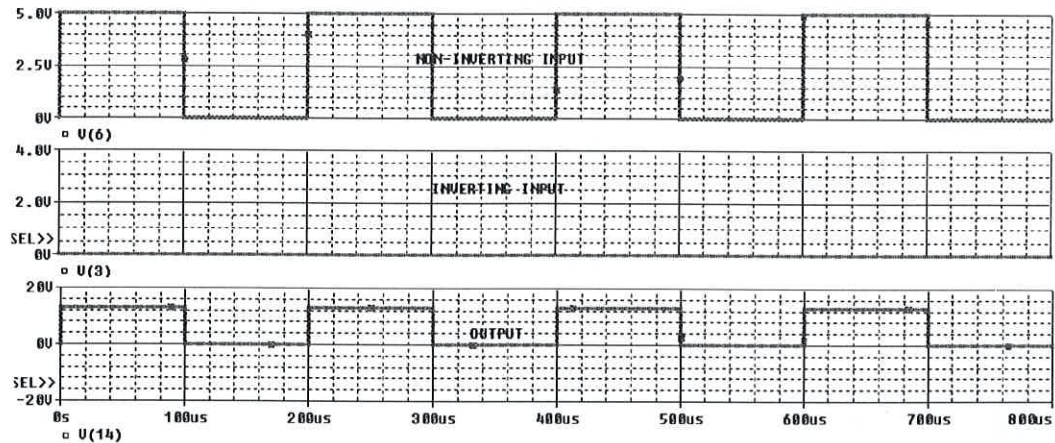 5.0V
NON-INVERTING INPUT
2.5V
0V
V(6)
4.0V
INVERTING INPUT
2.0V
SEL>>
0V
V(3)
20V
OUTPUT
0V
SEL>>
-20V
0s 100us 200us 300us 400us 500us 600us 700us 800us
V(14)